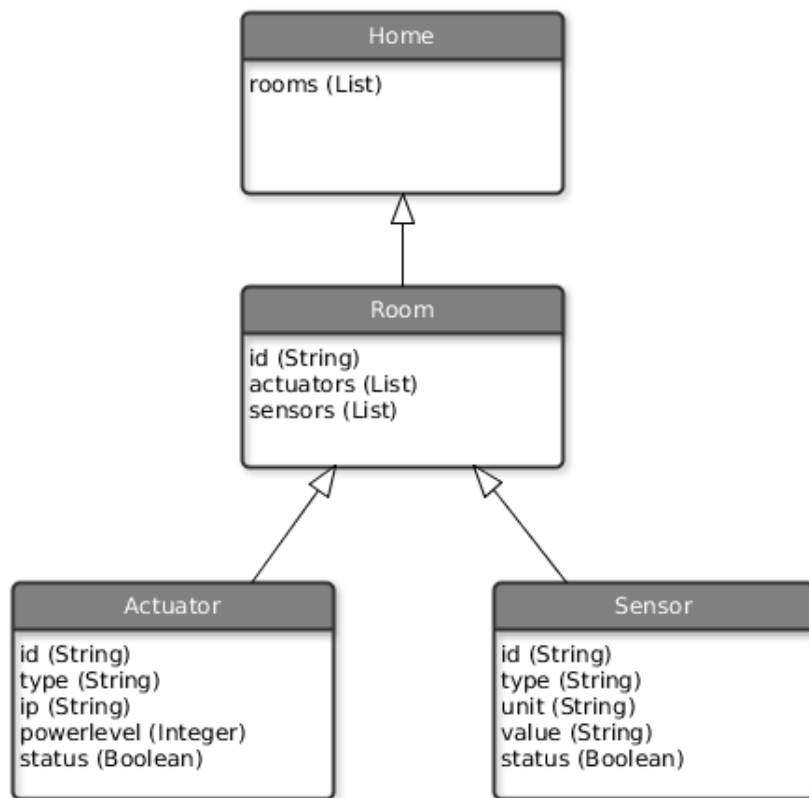 Home
rooms (List)
Room
id (String)
actuators (List)
sensors (List)
Actuator
id (String)
type (String)
ip (String)
powerlevel (Integer)
status (Boolean)
Sensor
id (String)
type (String)
unit (String)
value (String)
status (Boolean)